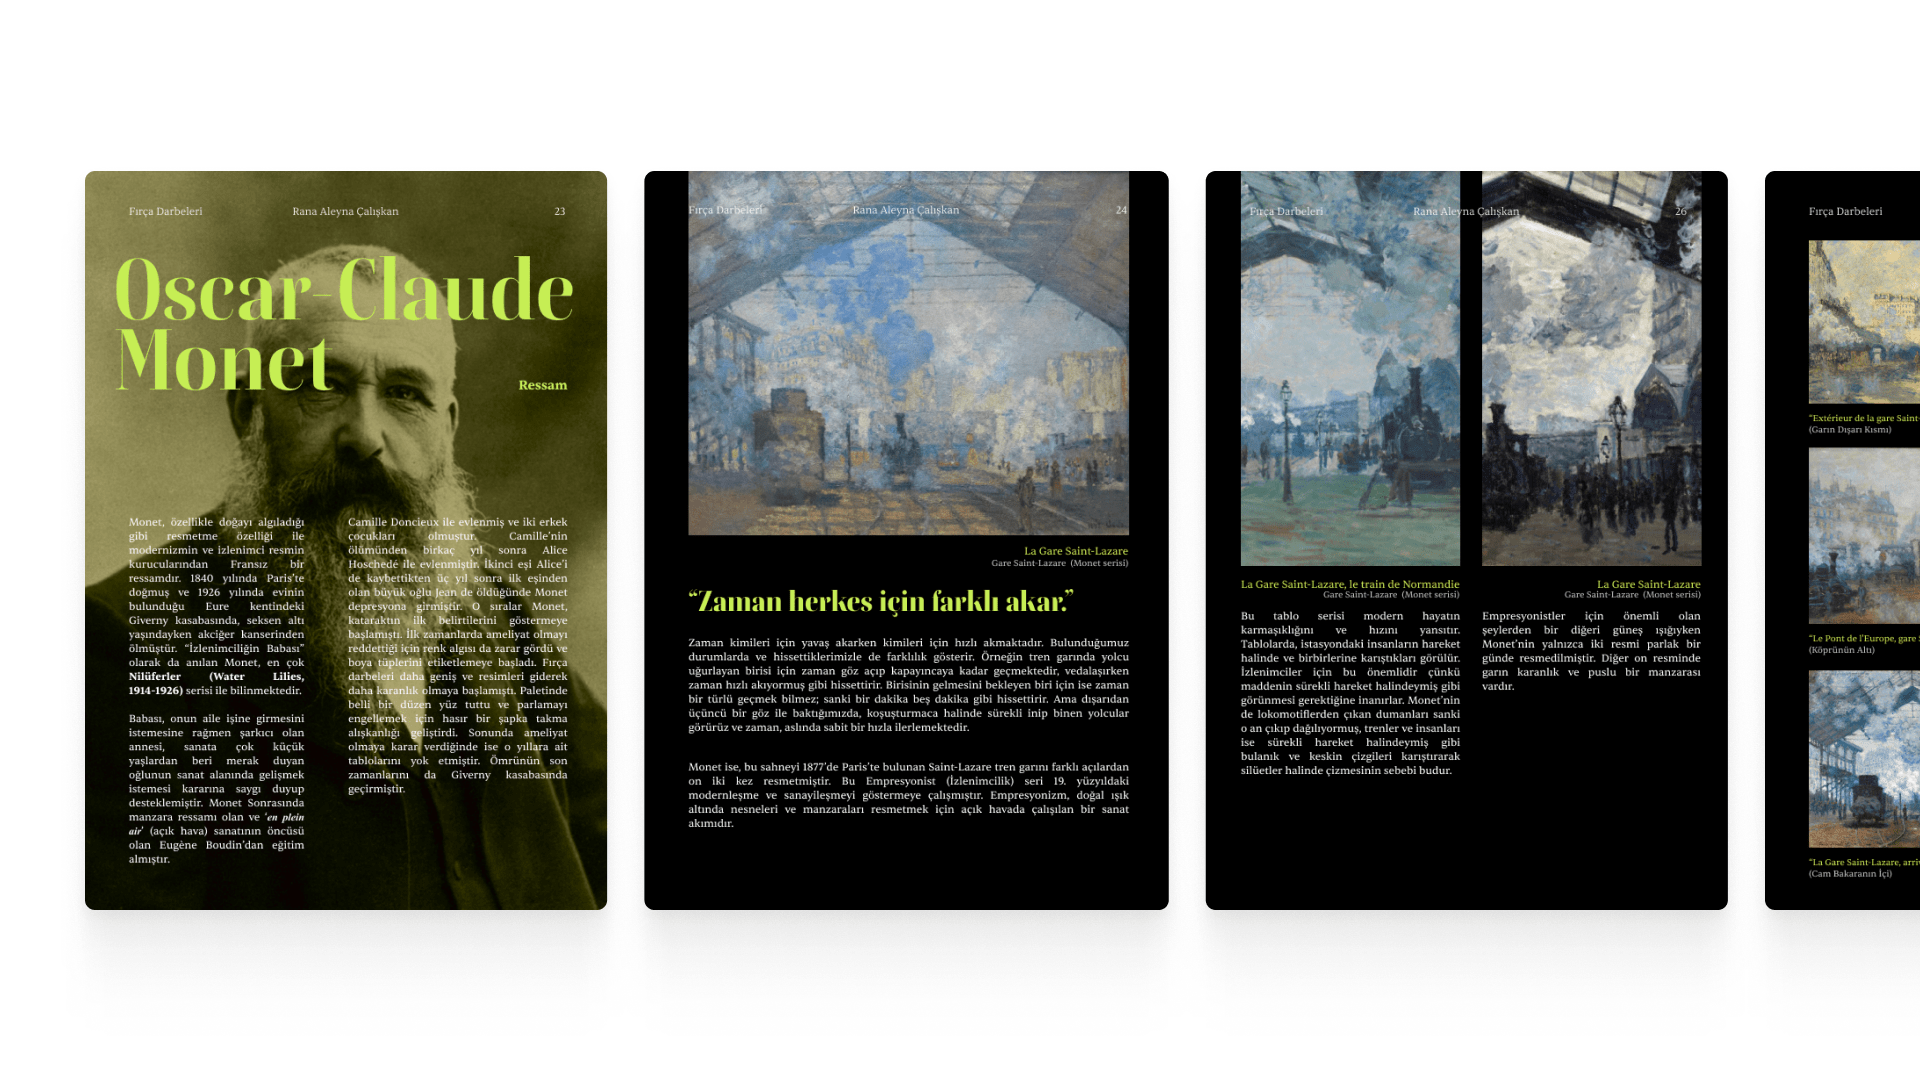 Fırça Darbeleri
Rana Aleyna Çalışkan
23
Oscar-Claude
Monet
Ressam
Monet, özellikle doğayı algıladığı
gibi resmetme özelliği ile
modernizmin ve izlenimci resmin
kurucularından Fransız bir
ressamdır. 1840 yılında Paris'te
doğmuş ve 1926 yılında evinin
bulunduğu Eure kentindeki
Giverny kasabasında, seksen altı
yaşındayken akciğer kanserinden
ölmüştür. “İzlenimciliğin Babası”
olarak da anılan Monet, en çok
Nilüferler (Water Lilies,
1914-1926) serisi ile bilinmektedir.
Babası, onun aile işine girmesini
istemesine rağmen şarkıcı olan
annesi, sanata çok küçük
yaşlardan beri merak duyan
oğlunun sanat alanında gelişmek
istemesi kararına saygı duyup
desteklemiştir. Monet Sonrasında
manzara ressamı olan ve 'en plein
air' (açık hava) sanatının öncüsü
olan Eugène Boudin'dan eğitim
almıştır.
Camille Doncieux ile evlenmiş ve iki erkek
çocukları olmuştur. Camille'nin
ölümünden birkaç yıl sonra Alice
Hoschedé ile evlenmiştir. İkinci eşi Alice'i
de kaybettikten üç yıl sonra ilk eşinden
olan büyük oğlu Jean de öldüğünde Monet
depresyona girmiştir. O sıralar Monet,
kataraktın ilk belirtilerini göstermeye
başlamıştı. İlk zamanlarda ameliyat olmayı
reddettiği için renk algısı da zarar gördü ve
boya tüplerini etiketlemeye başladı. Fırça
darbeleri daha geniş ve resimleri giderek
daha karanlık olmaya başlamıştı. Paletinde
belli bir düzen yüz tuttu ve parlamayı
engellemek için hasır bir şapka takma
alışkanlığı geliştirdi. Sonunda ameliyat
olmaya karar verdiğinde ise o yıllara ait
tablolarını yok etmiştir. Ömrünün son
zamanlarını da Giverny kasabasında
geçirmiştir.
Fırça Darbeleri
Rana Aleyna Çalışkan
24
La Gare Saint-Lazare
Gare Saint-Lazare (Monet serisi)
“Zaman herkes için farklı akar.”
Zaman kimileri için yavaş akarken kimileri için hızlı akmaktadır. Bulunduğumuz
durumlarda ve hissettiklerimizle de farklılık gösterir. Örneğin tren garında yolcu
uğurlayan birisi için zaman göz açıp kapayıncaya kadar geçmektedir, vedalaşırken
zaman hızlı akıyormuş gibi hissettirir. Birisinin gelmesini bekleyen biri için ise zaman
bir türlü geçmek bilmez; sanki bir dakika beş dakika gibi hissettirir. Ama dışarıdan
üçüncü bir göz ile baktığımızda, koşuşturmaca halinde sürekli inip binen yolcular
görürüz ve zaman, aslında sabit bir hızla ilerlemektedir.
Monet ise, bu sahneyi 1877'de Paris'te bulunan Saint-Lazare tren garını farklı açılardan
on iki kez resmetmiştir. Bu Empresyonist (İzlenimcilik) seri 19. yüzyıldaki
modernleşme ve sanayileşmeyi göstermeye çalışmıştır. Empresyonizm, doğal ışık
altında nesneleri ve manzaraları resmetmek için açık havada çalışılan bir sanat
akımıdır.
Fırça Darbeleri
Rana Aleyna Çalışkan
26
La Gare Saint-Lazare, le train de Normandie
Gare Saint-Lazare (Monet serisi)
Bu tablo serisi modern hayatın
karmaşıklığını ve hızını yansıtır.
Tablolarda, istasyondaki insanların hareket
halinde ve birbirlerine karıştıkları görülür.
İzlenimciler için bu önemlidir çünkü
maddenin sürekli hareket halindeymiş gibi
görünmesi gerektiğine inanırlar. Monet'nin
de lokomotiflerden çıkan dumanları sanki
o an çıkıp dağılıyormuş, trenler ve insanları
ise sürekli hareket halindeymiş gibi
bulanık ve keskin çizgileri karıştırarak
silüetler halinde çizmesinin sebebi budur.
La Gare Saint-Lazare
Gare Saint-Lazare (Monet serisi)
Empresyonistler için önemli olan
şeylerden bir diğeri güneş ışığıyken
Monet'nin yalnızca iki resmi parlak bir
günde resmedilmiştir. Diğer on resminde
garın karanlık ve puslu bir manzarası
vardır.
Fırça Darbeleri
“Extérieur de la gare Saint-
(Garın Dışarı Kısmı)
“Le Pont de l'Europe, gare
(Köprünün Altı)
“La Gare Saint-Lazare, arri
(Cam Bakaranın İçi)